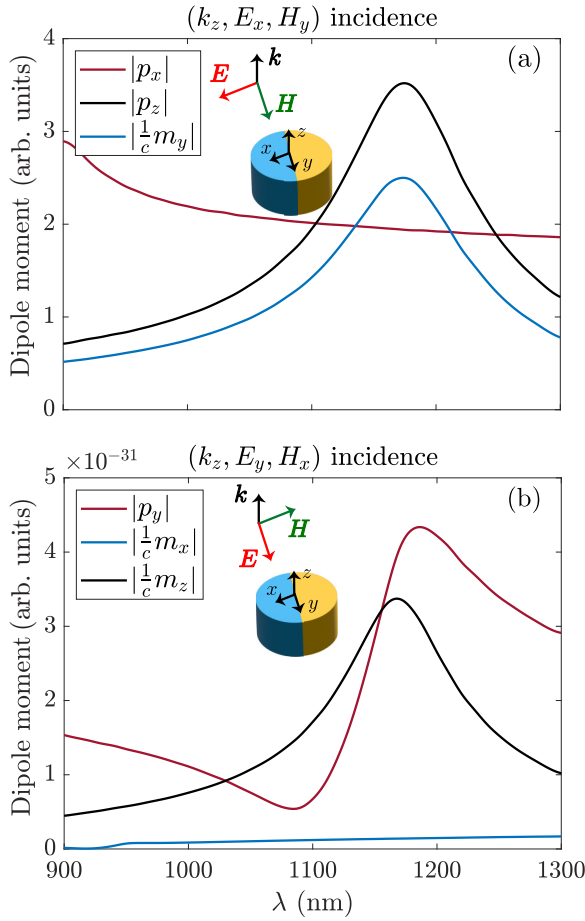 (k_z, E_x, H_y) incidence
(a)
|p_x|
|p_z|
|1/c m_y|
k
E
H
z
x
y
4
3
2
1
0
Dipole moment (arb. units)
×10⁻³¹
(k_z, E_y, H_x) incidence
(b)
|p_y|
|1/c m_x|
|1/c m_z|
k
H
E
z
x
y
5
4
3
2
1
0
Dipole moment (arb. units)
900 1000 1100 1200 1300
λ (nm)